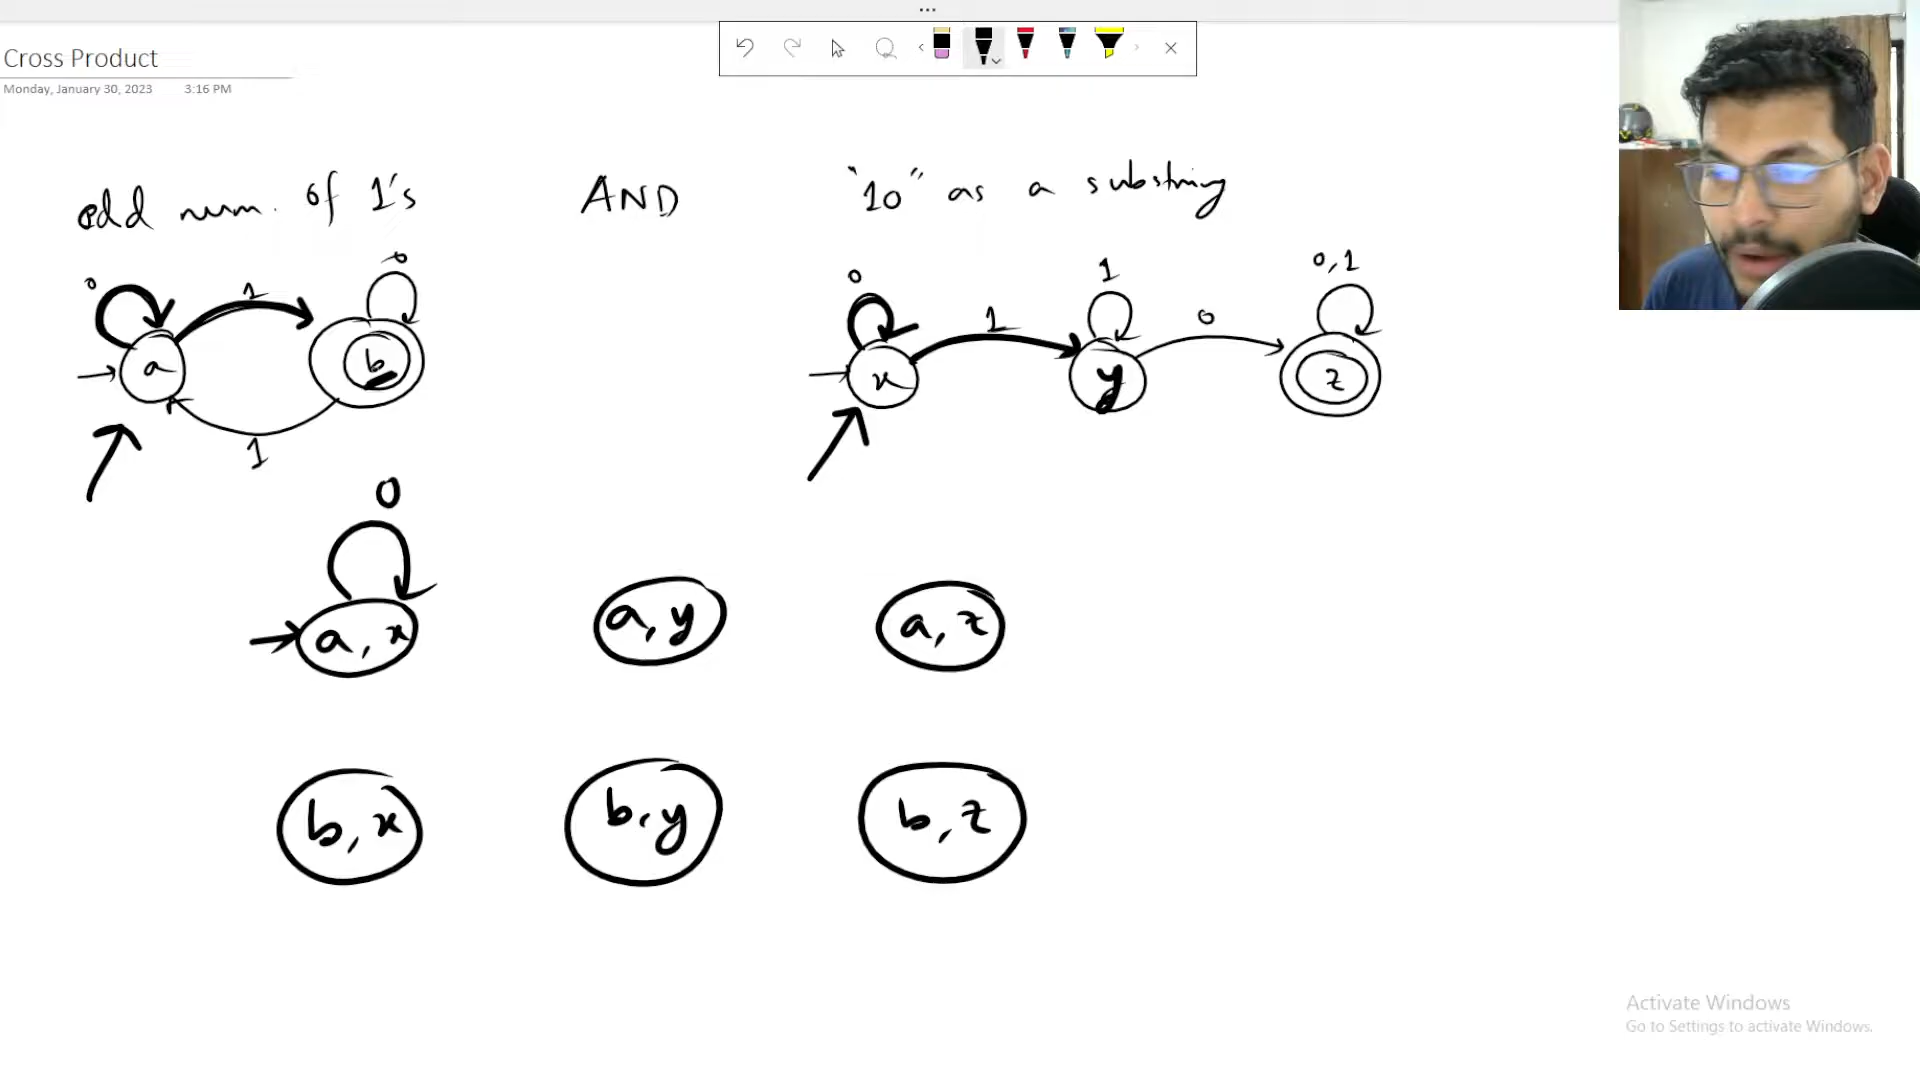 Cross Product
Monday, January 30, 2023 3:16 PM
odd num. of 1's AND "10" as a substring
0 1 0
0 1 1 0 0,1
a b
x y z
1
0
a, x a, y a, z
b, x b, y b, z
Activate Windows
Go to Settings to activate Windows.